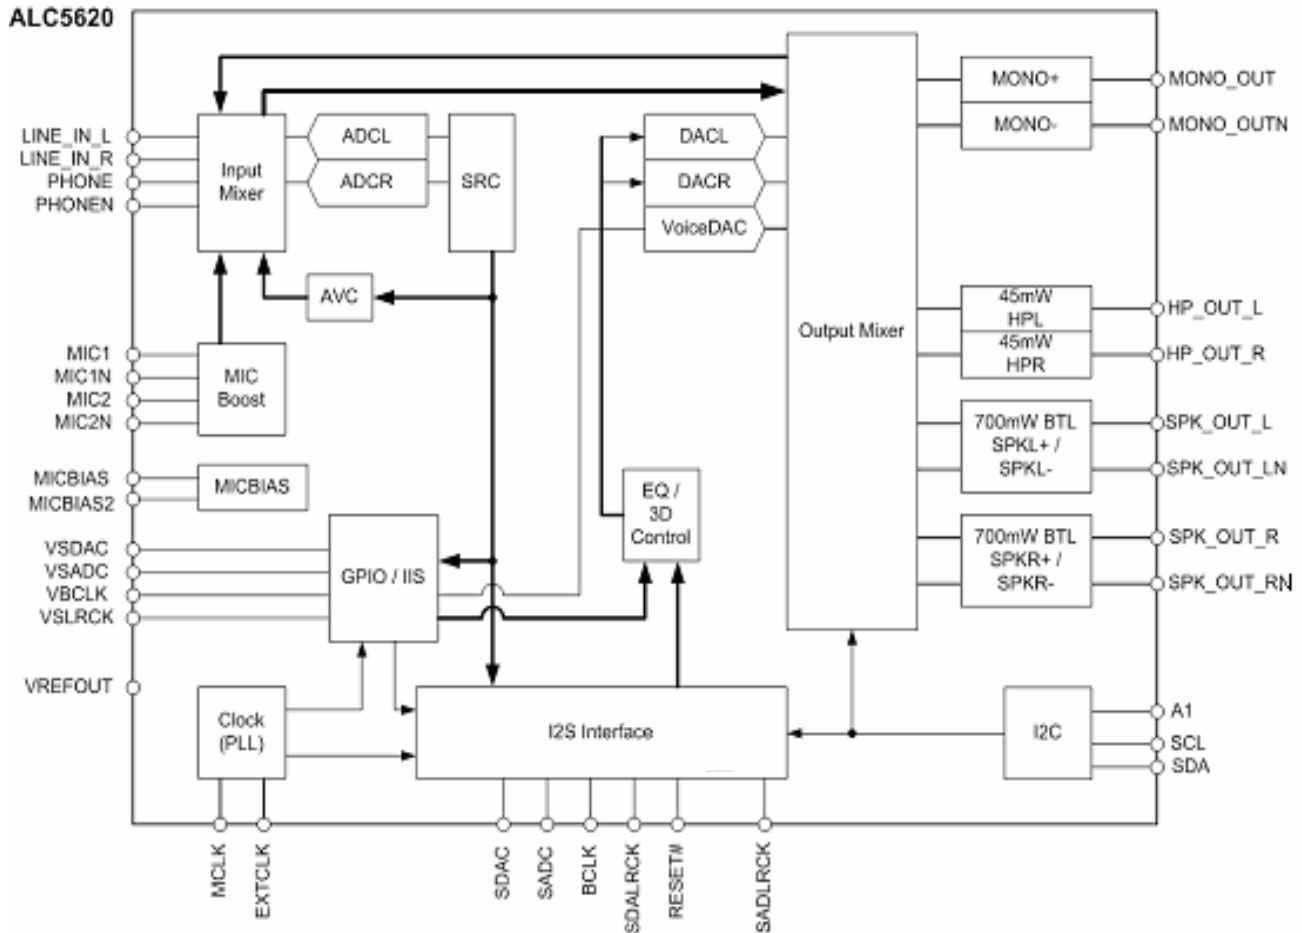 ALC5620
LINE_IN_L
LINE_IN_R
PHONE
PHONEN
Input
Mixer
ADCL
ADCR
SRC
AVC
MIC1
MIC1N
MIC2
MIC2N
MIC
Boost
MICBIAS
MICBIAS2
MICBIAS
VSDAC
VSADC
VBCLK
VSLRCK
GPIO / IIS
VREFOUT
Clock
(PLL)
MCLK
EXTCLK
DACL
DACR
VoiceDAC
EQ /
3D
Control
I2S Interface
SDAC
SADC
BCLK
SDALRCK
RESET#
SADLRCK
Output Mixer
MONO+
MONO-
MONO_OUT
MONO_OUTN
45mW
HPL
45mW
HPR
HP_OUT_L
HP_OUT_R
700mW BTL
SPKL+ /
SPKL-
SPK_OUT_L
SPK_OUT_LN
700mW BTL
SPKR+ /
SPKR-
SPK_OUT_R
SPK_OUT_RN
I2C
A1
SCL
SDA